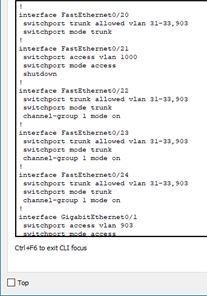 !
interface FastEthernet0/20
switchport trunk allowed vlan 31-33,903
switchport mode trunk
!
interface FastEthernet0/21
switchport access vlan 1000
switchport mode access
shutdown
!
interface FastEthernet0/22
switchport trunk allowed vlan 31-33,903
switchport mode trunk
channel-group 1 mode on
!
interface FastEthernet0/23
switchport trunk allowed vlan 31-33,903
switchport mode trunk
channel-group 1 mode on
!
interface FastEthernet0/24
switchport trunk allowed vlan 31-33,903
switchport mode trunk
channel-group 1 mode on
!
interface GigabitEthernet0/1
switchport access vlan 903
switchport mode access
Ctrl+F6 to exit CLI focus
Top